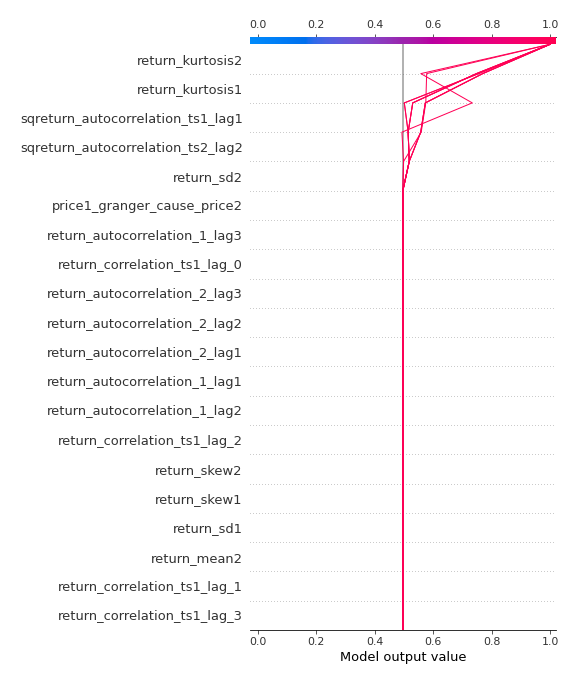 0.0 0.2 0.4 0.6 0.8 1.0
return_kurtosis2
return_kurtosis1
sqreturn_autocorrelation_ts1_lag1
sqreturn_autocorrelation_ts2_lag2
return_sd2
price1_granger_cause_price2
return_autocorrelation_1_lag3
return_correlation_ts1_lag_0
return_autocorrelation_2_lag3
return_autocorrelation_2_lag2
return_autocorrelation_2_lag1
return_autocorrelation_1_lag1
return_autocorrelation_1_lag2
return_correlation_ts1_lag_2
return_skew2
return_skew1
return_sd1
return_mean2
return_correlation_ts1_lag_1
return_correlation_ts1_lag_3
0.0 0.2 0.4 0.6 0.8 1.0
Model output value